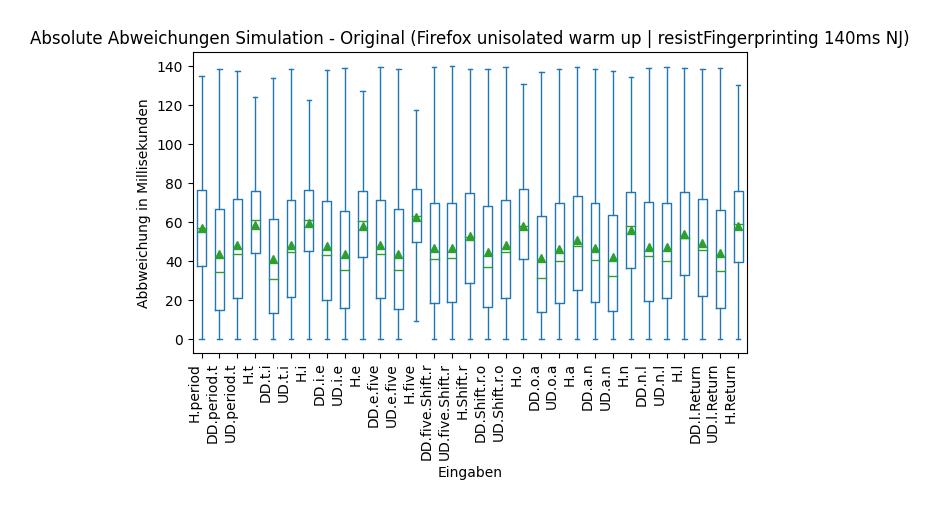 Absolute Abweichungen Simulation - Original (Firefox unisolated warm up | resistFingerprinting 140ms NJ)
Abbweichung in Millisekunden
140
120
100
80
60
40
20
0
H.period
DD.period.t
UD.period.t
H.t
DD.t.i
UD.t.i
H.i
DD.i.e
UD.i.e
H.e
DD.e.five
UD.e.five
H.five
DD.five.Shift.r
UD.five.Shift.r
H.Shift.r
DD.Shift.r.o
UD.Shift.r.o
H.o
DD.o.a
UD.o.a
H.a
DD.a.n
UD.a.n
H.n
DD.n.l
UD.n.l
H.l
DD.l.Return
UD.l.Return
H.Return
Eingaben